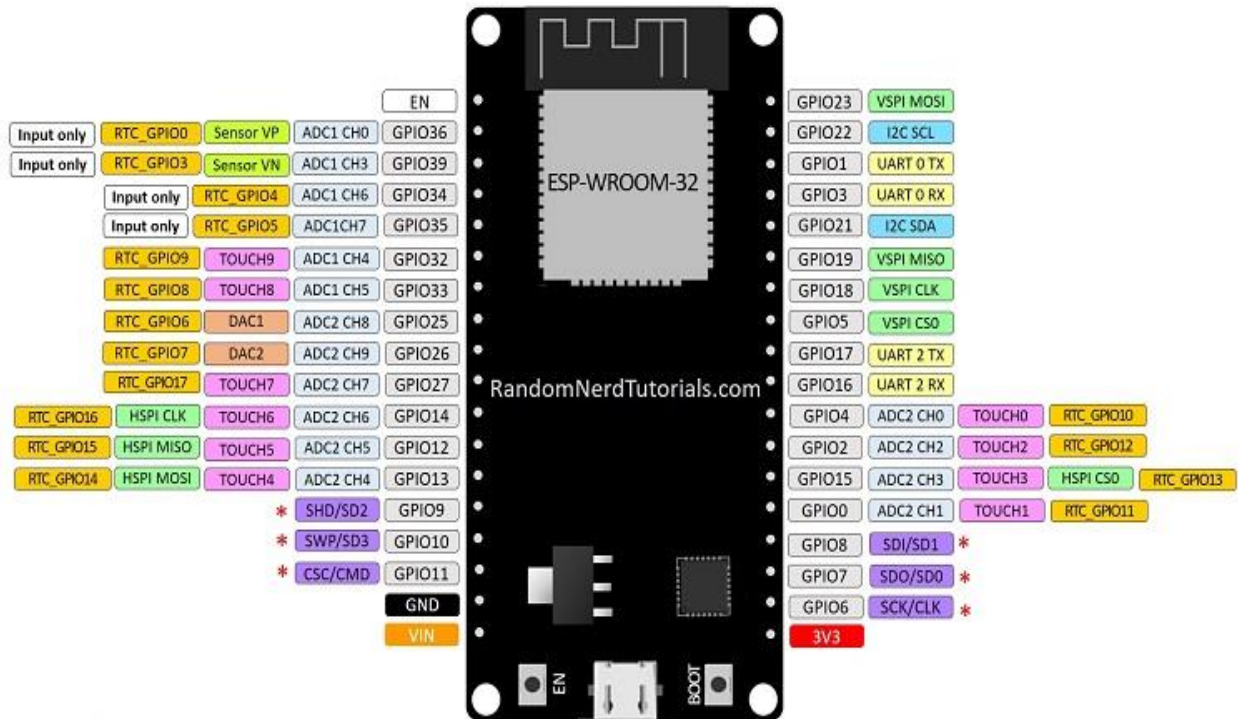 EN GPIO23 VSPI MOSI
Input only RTC_GPIO0 Sensor VP ADC1 CH0 GPIO36 GPIO22 I2C SCL
Input only RTC_GPIO3 Sensor VN ADC1 CH3 GPIO39 GPIO1 UART 0 TX
Input only RTC_GPIO4 ADC1 CH6 GPIO34 ESP-WROOM-32 GPIO3 UART 0 RX
Input only RTC_GPIO5 ADC1CH7 GPIO35 GPIO21 I2C SDA
RTC_GPIO9 TOUCH9 ADC1 CH4 GPIO32 GPIO19 VSPI MISO
RTC_GPIO8 TOUCH8 ADC1 CH5 GPIO33 GPIO18 VSPI CLK
RTC_GPIO6 DAC1 ADC2 CH8 GPIO25 GPIO5 VSPI CS0
RTC_GPIO7 DAC2 ADC2 CH9 GPIO26 GPIO17 UART 2 TX
RTC_GPIO17 TOUCH7 ADC2 CH7 GPIO27 RandomNerdTutorials.com GPIO16 UART 2 RX
RTC_GPIO16 HSPI CLK TOUCH6 ADC2 CH6 GPIO14 GPIO4 ADC2 CH0 TOUCH0 RTC_GPIO10
RTC_GPIO15 HSPI MISO TOUCH5 ADC2 CH5 GPIO12 GPIO2 ADC2 CH2 TOUCH2 RTC_GPIO12
RTC_GPIO14 HSPI MOSI TOUCH4 ADC2 CH4 GPIO13 GPIO15 ADC2 CH3 TOUCH3 HSPI CS0 RTC_GPIO13
* SHD/SD2 GPIO9 GPIO0 ADC2 CH1 TOUCH1 RTC_GPIO11
* SWP/SD3 GPIO10 GPIO8 SDI/SD1 *
* CSC/CMD GPIO11 GPIO7 SDO/SD0 *
GND GPIO6 SCK/CLK *
VIN 3V3
EN BOOT